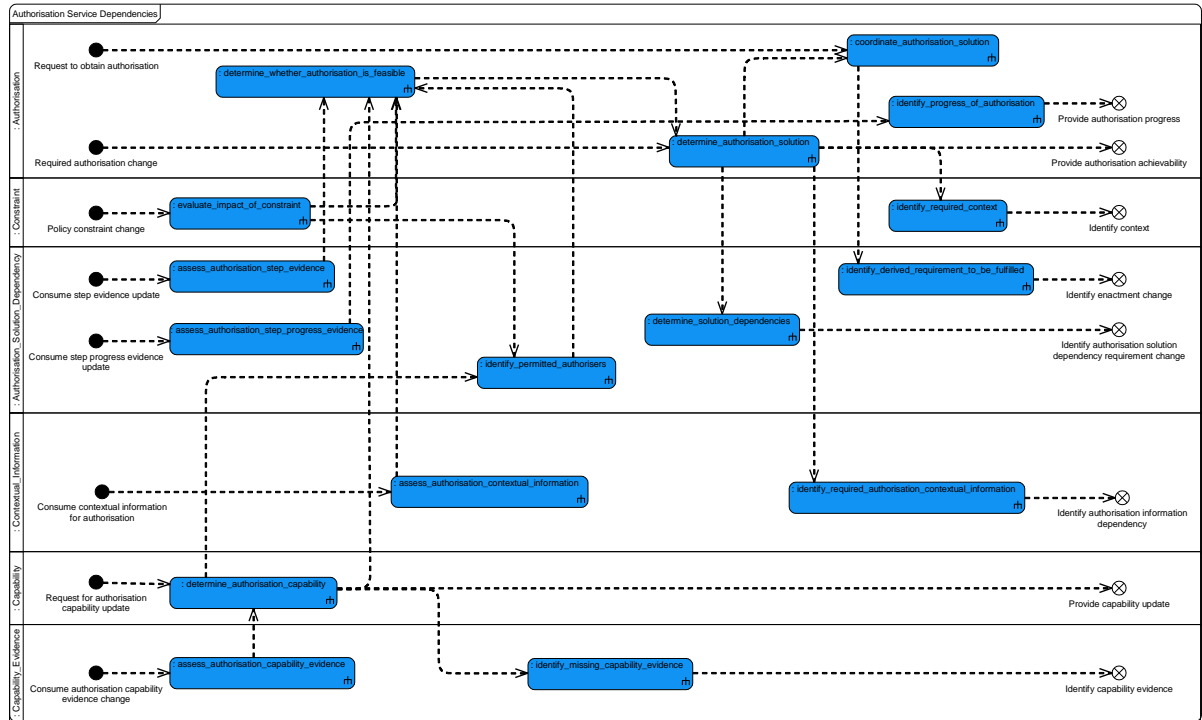 Authorisation Service Dependencies
: Authorisation
Request to obtain authorisation
: coordinate_authorisation_solution
: determine_whether_authorisation_is_feasible
: identify_progress_of_authorisation
Provide authorisation progress
Required authorisation change
: determine_authorisation_solution
Provide authorisation achievability
: Constraint
Policy constraint change
: evaluate_impact_of_constraint
: identify_required_context
Identify context
: Authorisation_Solution_Dependency
Consume step evidence update
: assess_authorisation_step_evidence
: identify_derived_requirement_to_be_fulfilled
Identify enactment change
Consume step progress evidence
update
: assess_authorisation_step_progress_evidence
: determine_solution_dependencies
Identify authorisation solution
dependency requirement change
: identify_permitted_authorisers
: Contextual_Information
Consume contextual information
for authorisation
: assess_authorisation_contextual_information
: identify_required_authorisation_contextual_information
Identify authorisation information
dependency
: Capability
Request for authorisation
capability update
: determine_authorisation_capability
Provide capability update
: Capability_Evidence
Consume authorisation capability
evidence change
: assess_authorisation_capability_evidence
: identify_missing_capability_evidence
Identify capability evidence